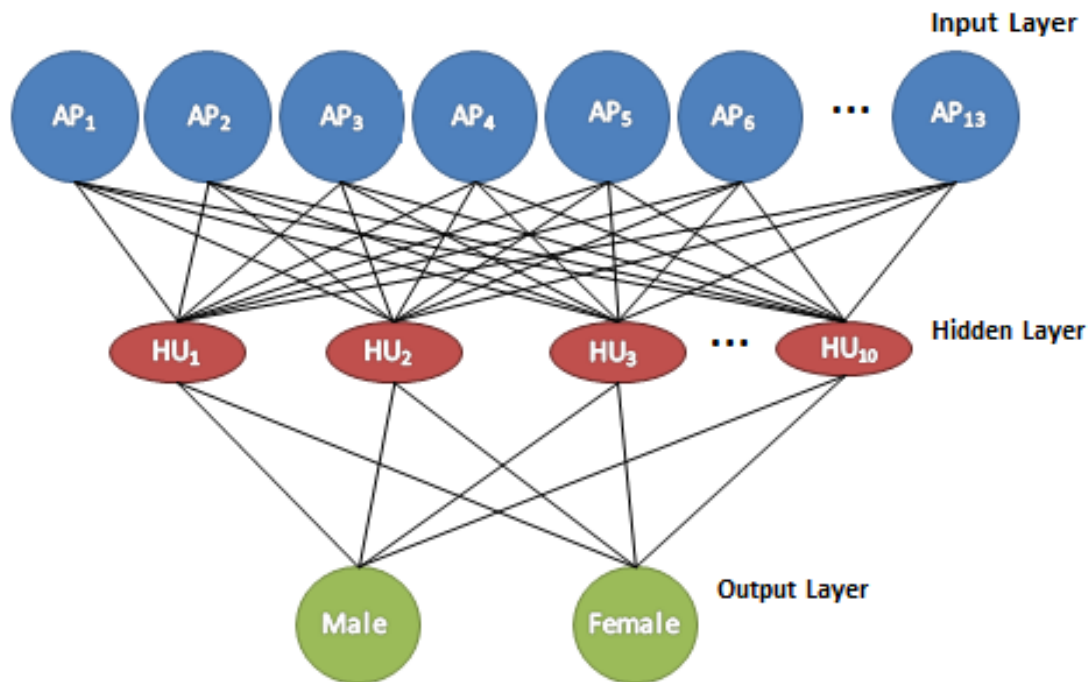 Input Layer
AP₁ AP₂ AP₃ AP₄ AP₅ AP₆ ... AP₁₃
HU₁ HU₂ HU₃ ... HU₁₀ Hidden Layer
Male Female Output Layer